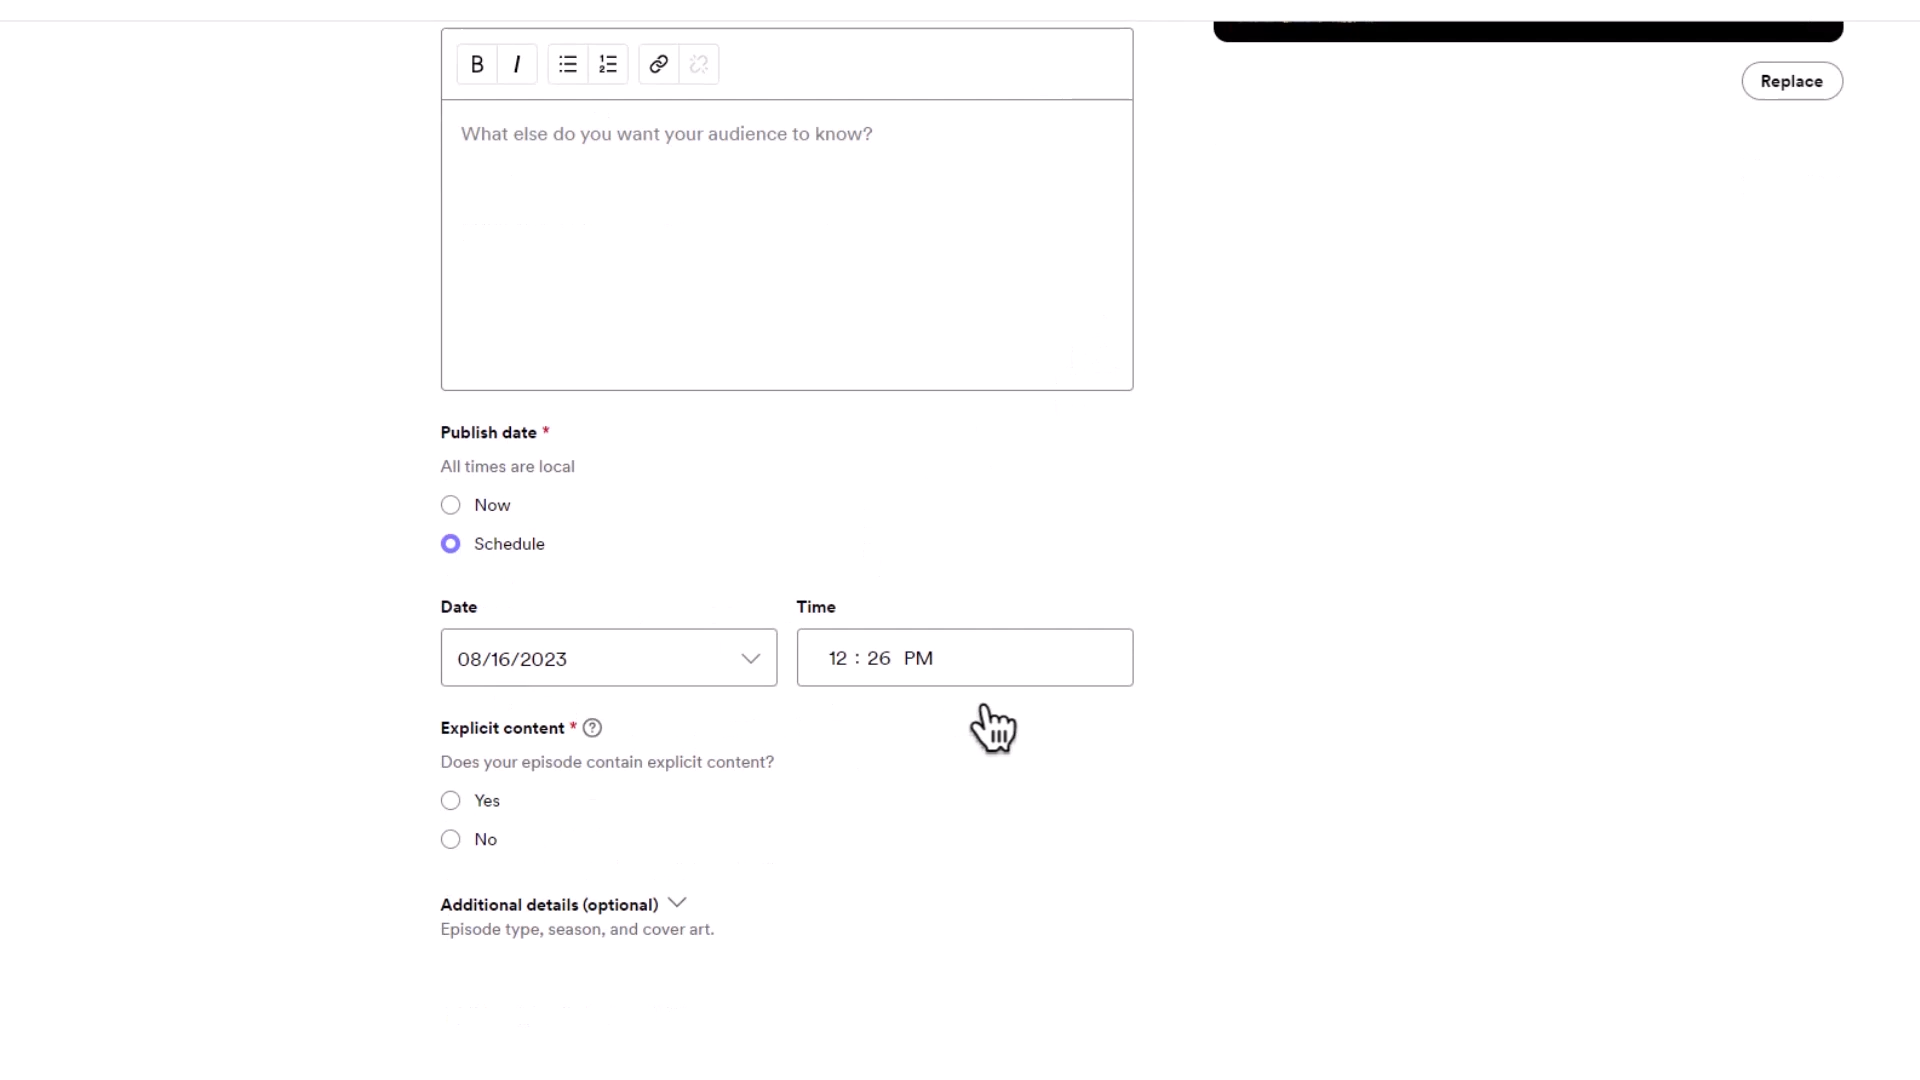 B I
Replace
What else do you want your audience to know?
Publish date *
All times are local
Now
Schedule
Date Time
08/16/2023 12 : 26 PM
Explicit content * ?
Does your episode contain explicit content?
Yes
No
Additional details (optional)
Episode type, season, and cover art.